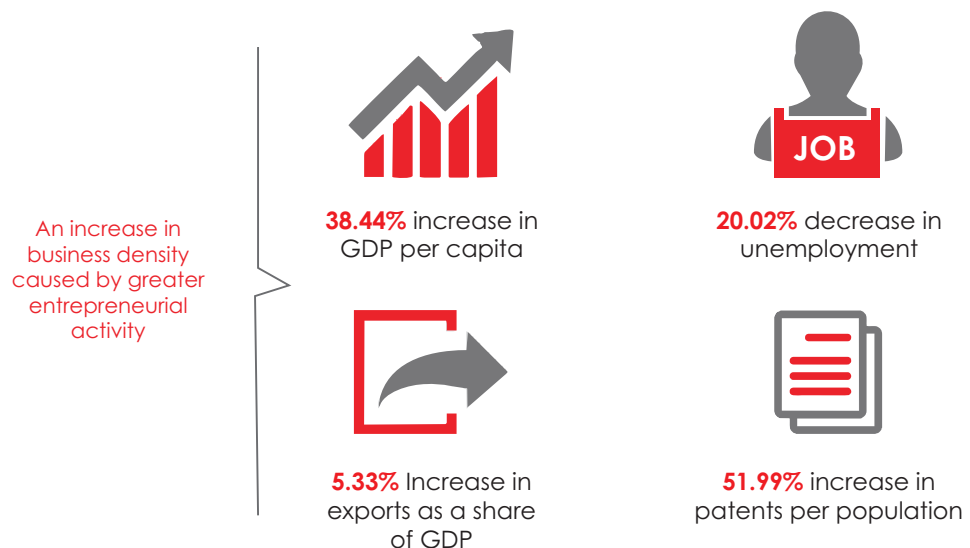 An increase in
business density
caused by greater
entrepreneurial
activity
38.44% increase in
GDP per capita
JOB
20.02% decrease in
unemployment
5.33% Increase in
exports as a share
of GDP
51.99% increase in
patents per population